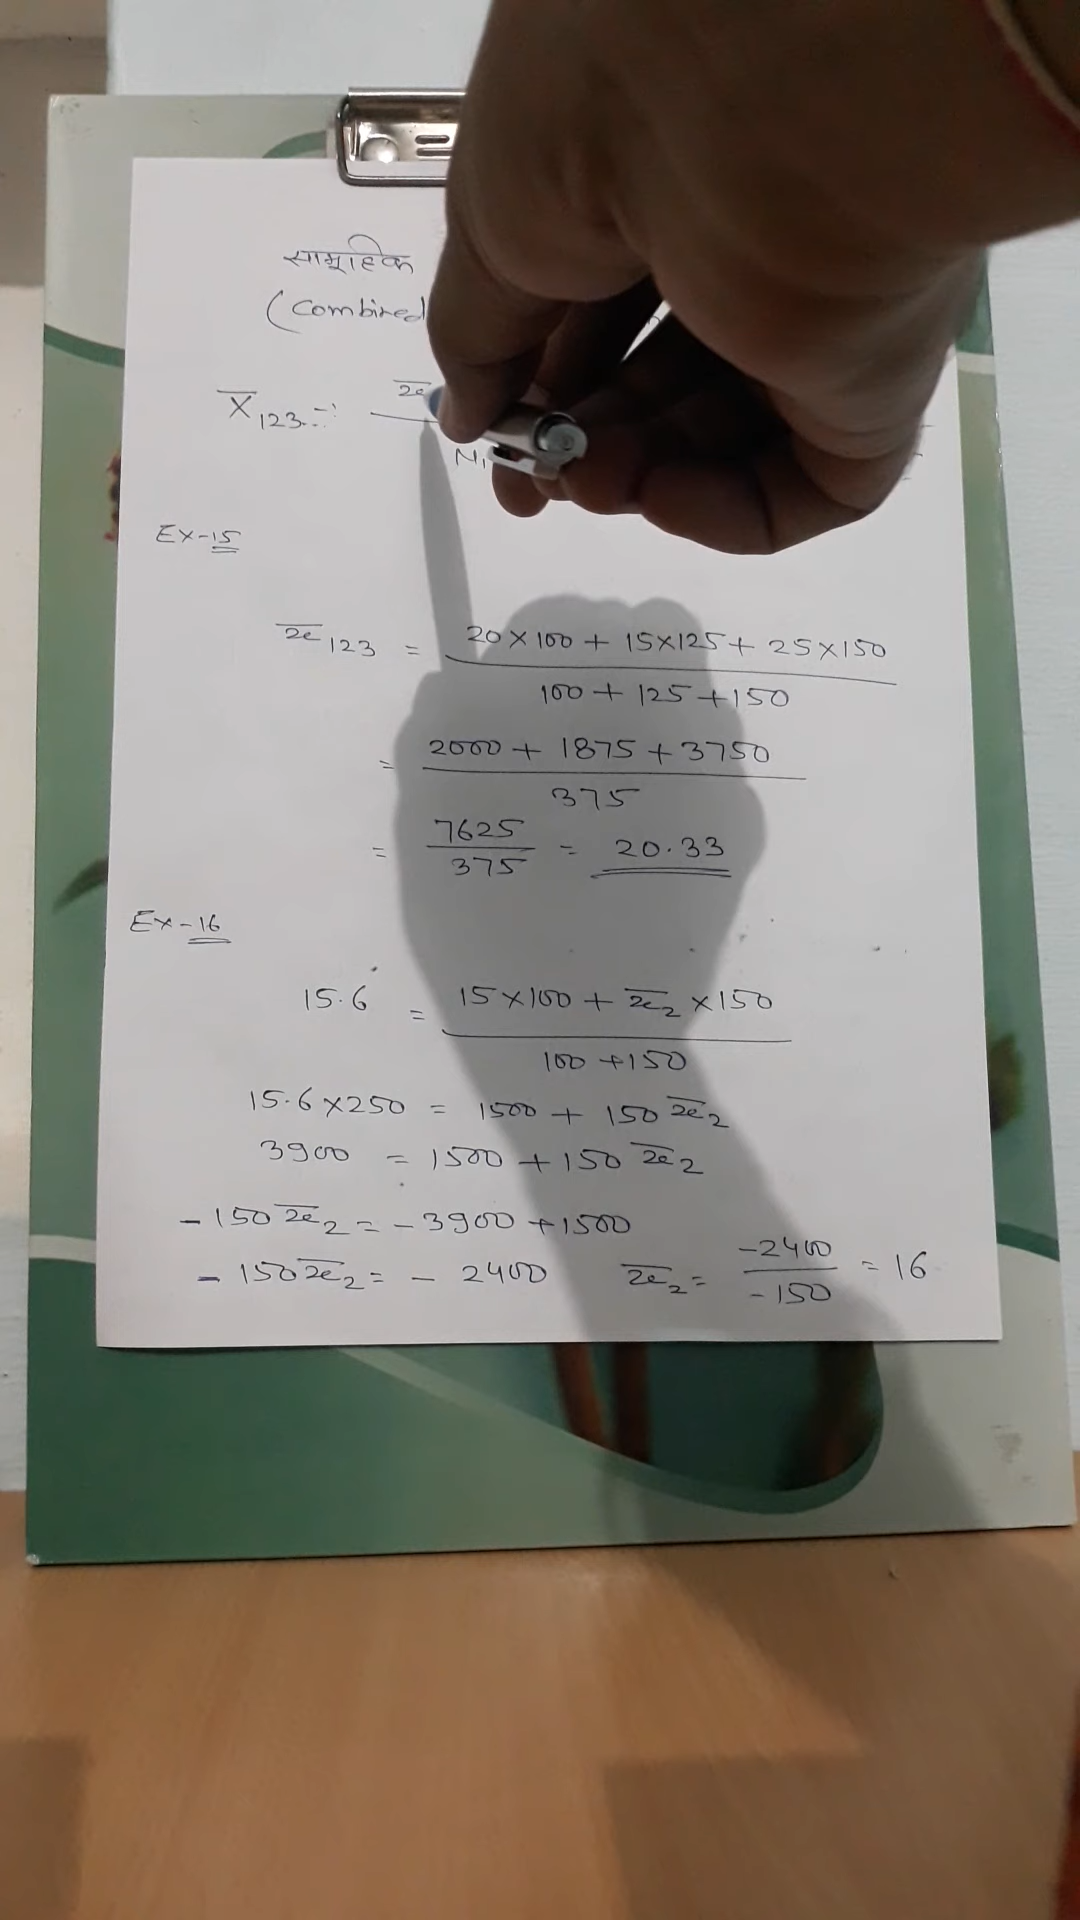 सामूहिक
(Combined
X̅₁₂₃ =
N₁
Ex-15
x̅₁₂₃ = 20×100 + 15×125 + 25×150
100 + 125 + 150
= 2000 + 1875 + 3750
375
= 7625 = 20.33
375
Ex-16
15.6 = 15×100 + x̅₂ ×150
100 + 150
15.6×250 = 1500 + 150 x̅₂
3900 = 1500 + 150 x̅₂
- 150 x̅₂ = - 3900 + 1500
- 150 x̅₂ = - 2400 x̅₂ = -2400 = 16
- 150